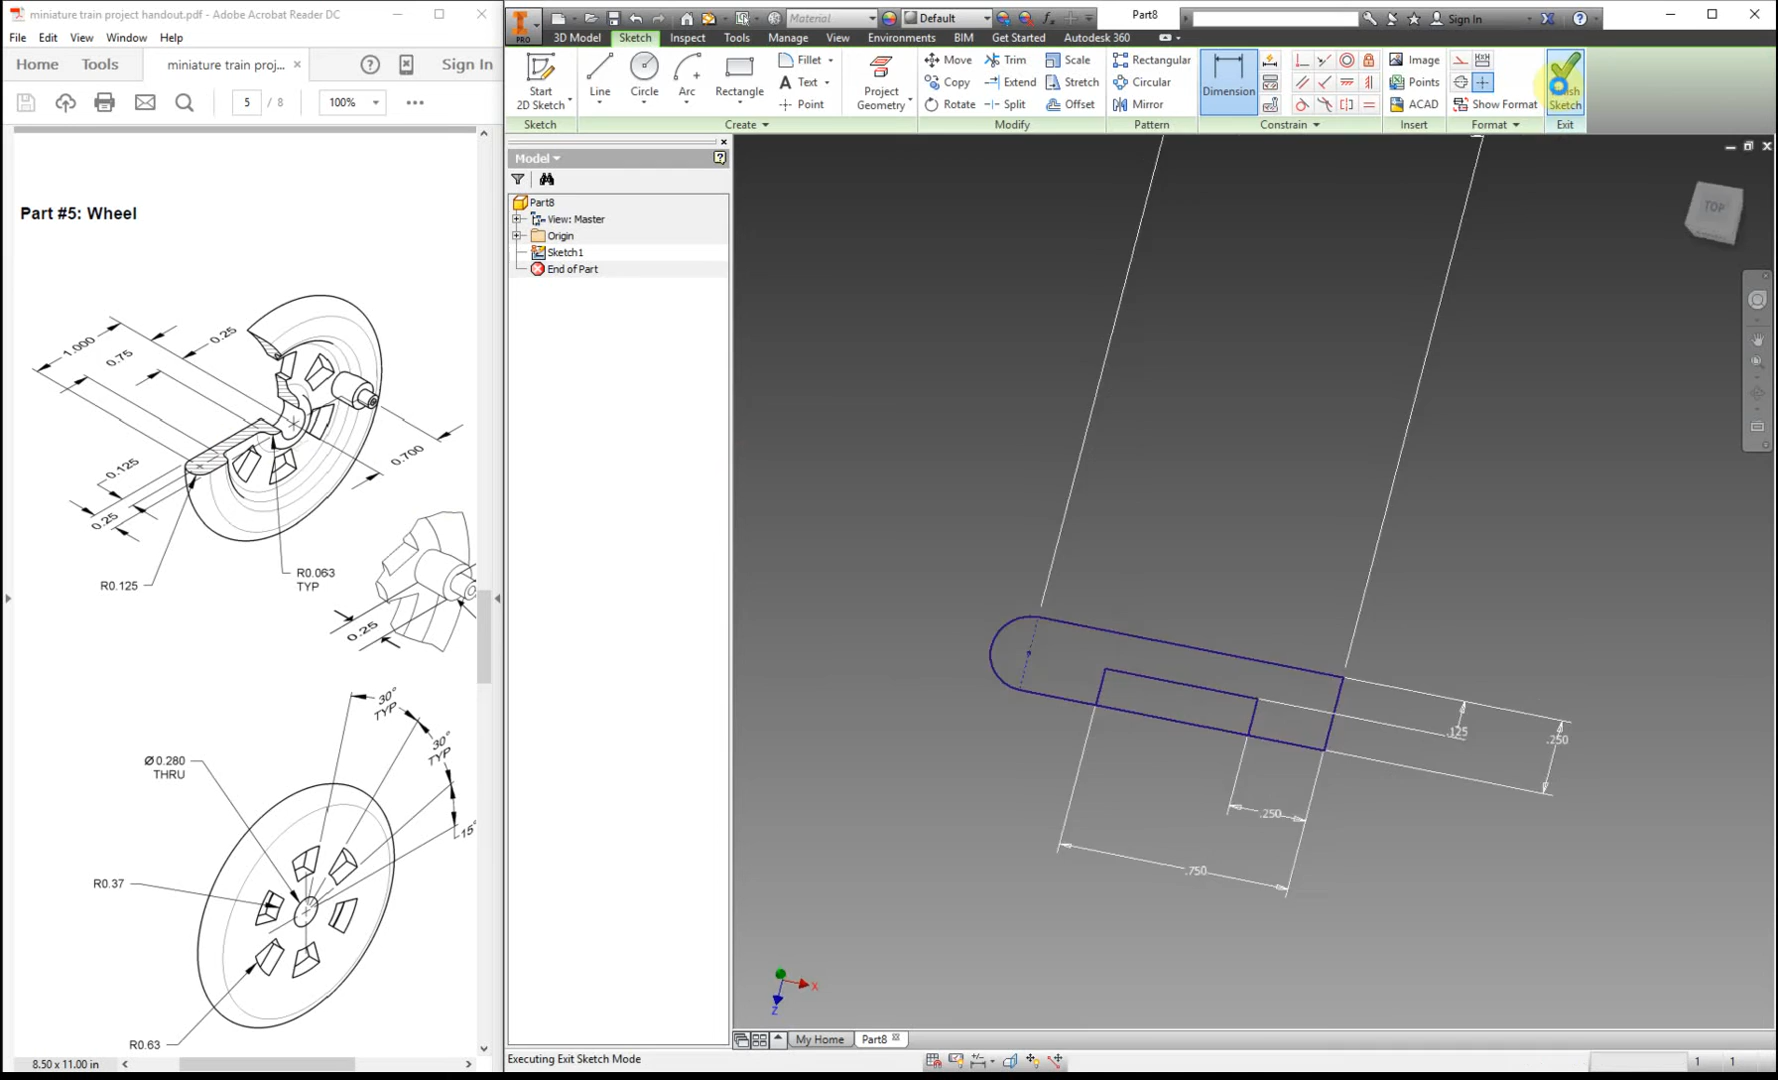 miniature train project handout.pdf - Adobe Acrobat Reader DC
File Edit View Window Help
Home Tools miniature train proj... × Sign In
5 / 8 100%
Part #5: Wheel
1.000
0.75
0.25
0.700
0.125
0.25
R0.125
R0.063
TYP
0.25
30°
TYP
30°
TYP
15°
Ø0.280
THRU
R0.37
R0.63
8.50 x 11.00 in
PRO
Material
Default
Part8
Sign In
3D Model Sketch Inspect Tools Manage View Environments BIM Get Started Autodesk 360
Start
2D Sketch
Sketch
Line
Circle
Arc
Rectangle
Fillet
Text
Point
Project
Geometry
Create
Move
Copy
Rotate
Trim
Extend
Split
Scale
Stretch
Offset
Modify
Rectangular
Circular
Mirror
Pattern
Dimension
Constrain
Image
Points
ACAD
Insert
Show Format
Format
Finish
Sketch
Exit
Model
Part8
View: Master
Origin
Sketch1
End of Part
TOP
.125
.250
.250
.750
X
Z
My Home Part8
Executing Exit Sketch Mode
1 1